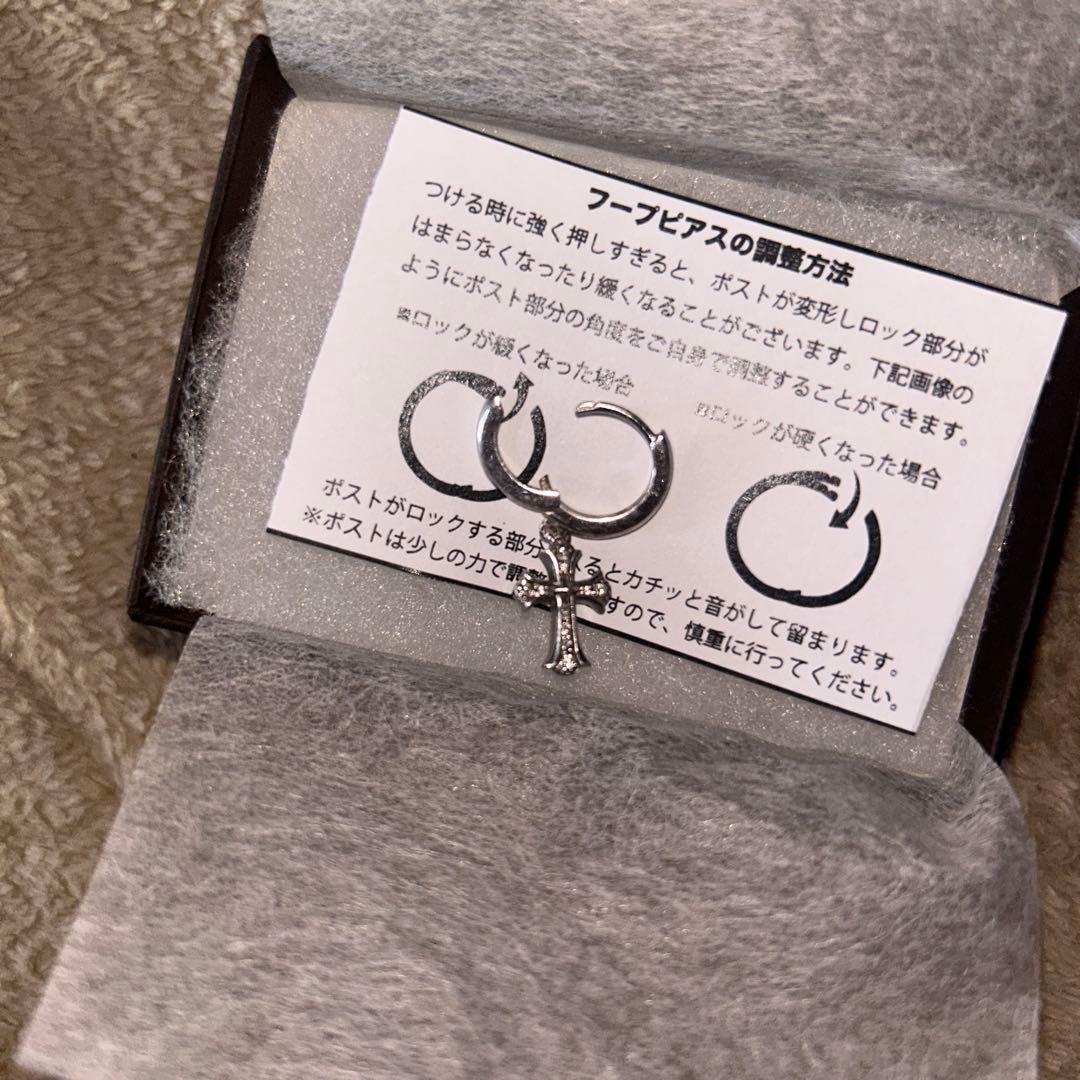 フープピアスの調整方法
つける時に強く押しすぎると、ポストが変形しロック部分が
はまらなくなったり緩くなることがございます。下記画像の
ようにポスト部分の角度をご自身で調整することができます。
ロックが緩くなった場合
ロックが硬くなった場合
ポストがロックする部分 れるとカチッと音がして留まります。
※ポストは少しの力で調整 すので、慎重に行ってください。